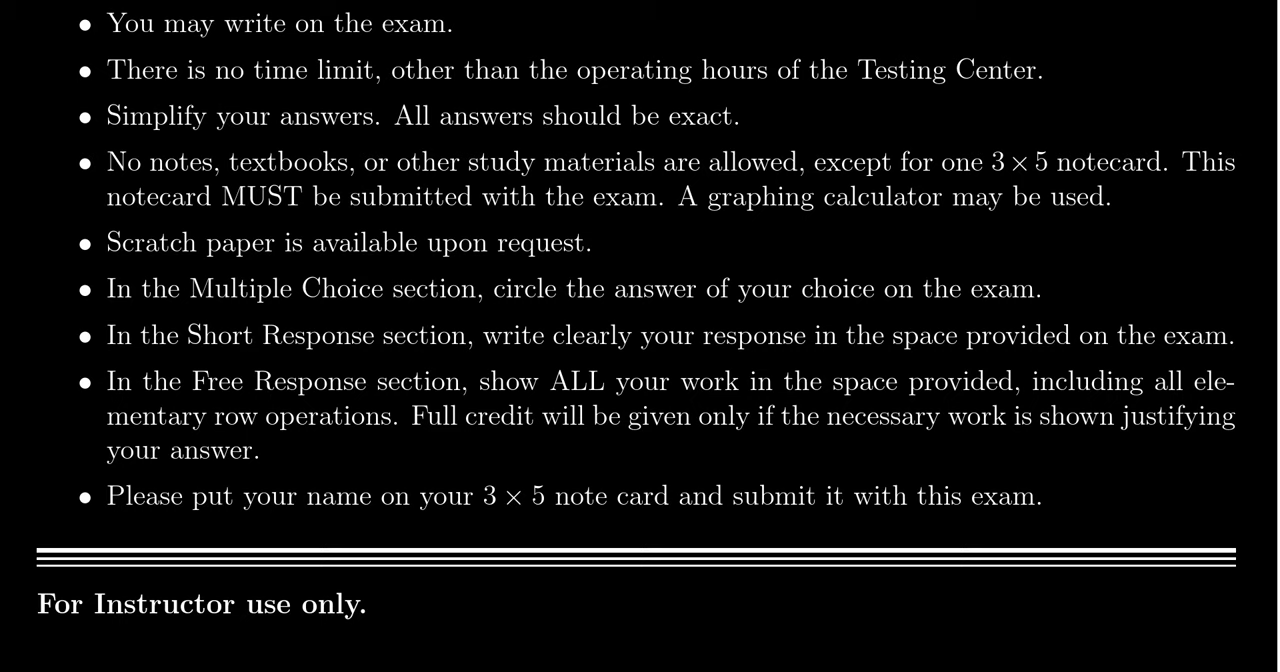 • You may write on the exam.
• There is no time limit, other than the operating hours of the Testing Center.
• Simplify your answers. All answers should be exact.
• No notes, textbooks, or other study materials are allowed, except for one 3 × 5 notecard. This
notecard MUST be submitted with the exam. A graphing calculator may be used.
• Scratch paper is available upon request.
• In the Multiple Choice section, circle the answer of your choice on the exam.
• In the Short Response section, write clearly your response in the space provided on the exam.
• In the Free Response section, show ALL your work in the space provided, including all ele-
mentary row operations. Full credit will be given only if the necessary work is shown justifying
your answer.
• Please put your name on your 3 × 5 note card and submit it with this exam.
For Instructor use only.